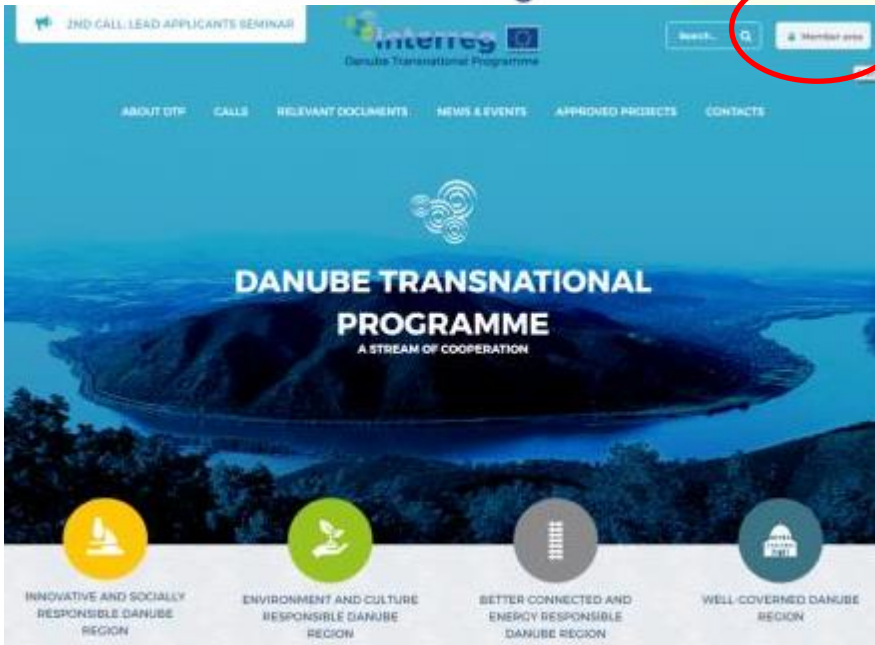 2ND CALL: LEAD APPLICANTS SEMINAR
Interreg
Danube Transnational Programme
Search...
Member area
ABOUT DTP CALLS RELEVANT DOCUMENTS NEWS & EVENTS APPROVED PROJECTS CONTACTS
DANUBE TRANSNATIONAL
PROGRAMME
A STREAM OF COOPERATION
INNOVATIVE AND SOCIALLY
RESPONSIBLE DANUBE
REGION
ENVIRONMENT AND CULTURE
RESPONSIBLE DANUBE
REGION
BETTER CONNECTED AND
ENERGY RESPONSIBLE
DANUBE REGION
WELL-GOVERNED DANUBE
REGION